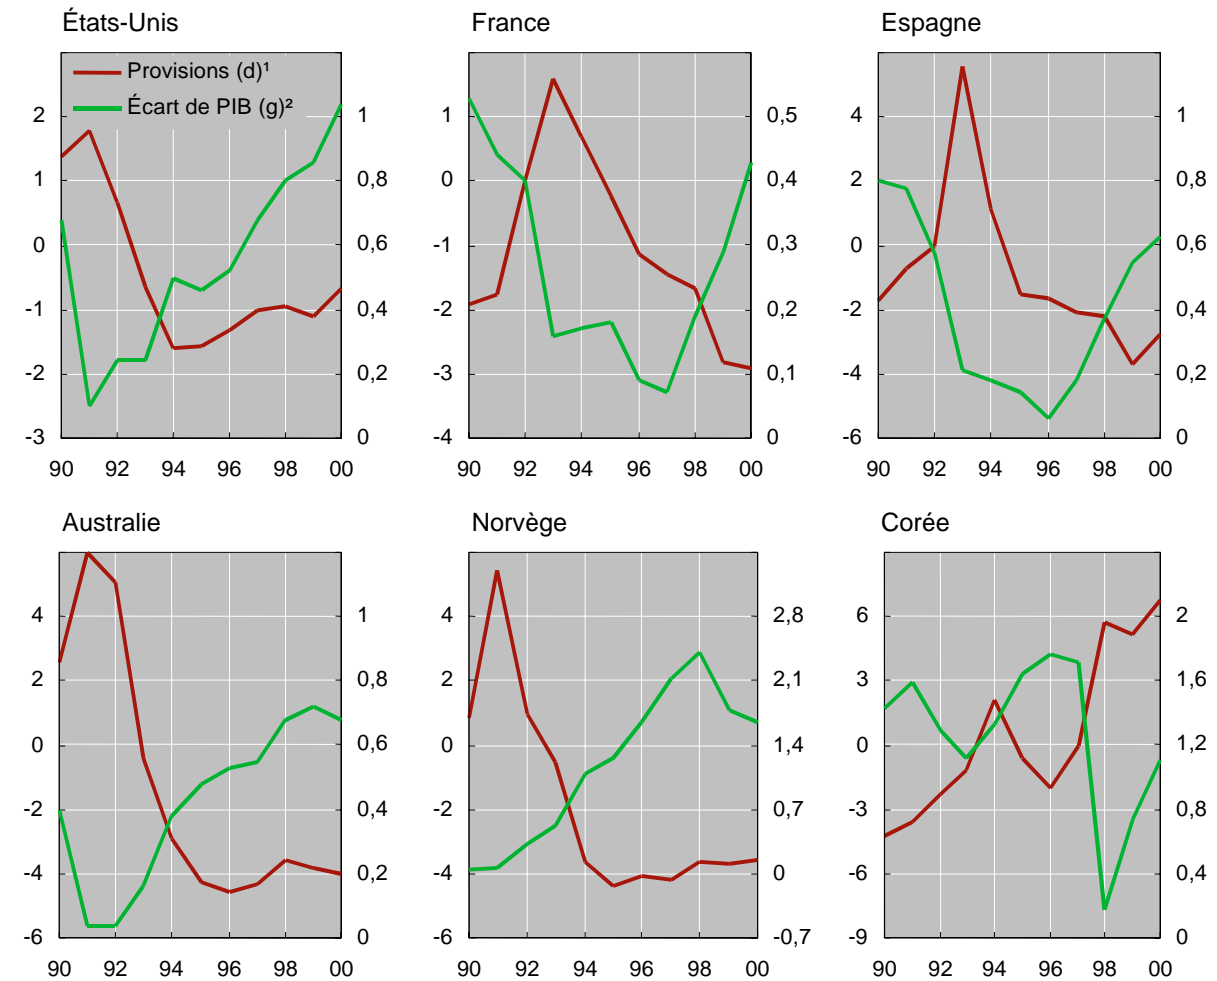 États-Unis France Espagne
Provisions (d)¹
Écart de PIB (g)²
2 1 1 0,5 4 1
1 0,8 0 0,4 2 0,8
0 0,6 -1 0,3 0 0,6
-1 0,4 -2 0,2 -2 0,4
-2 0,2 -3 0,1 -4 0,2
-3 0 -4 0 -6 0
90 92 94 96 98 00 90 92 94 96 98 00 90 92 94 96 98 00
Australie Norvège Corée
4 1 4 2,8 6 2
2 0,8 2 2,1 3 1,6
0 0,6 0 1,4 0 1,2
-2 0,4 -2 0,7 -3 0,8
-4 0,2 -4 0 -6 0,4
-6 0 -6 -0,7 -9 0
90 92 94 96 98 00 90 92 94 96 98 00 90 92 94 96 98 00